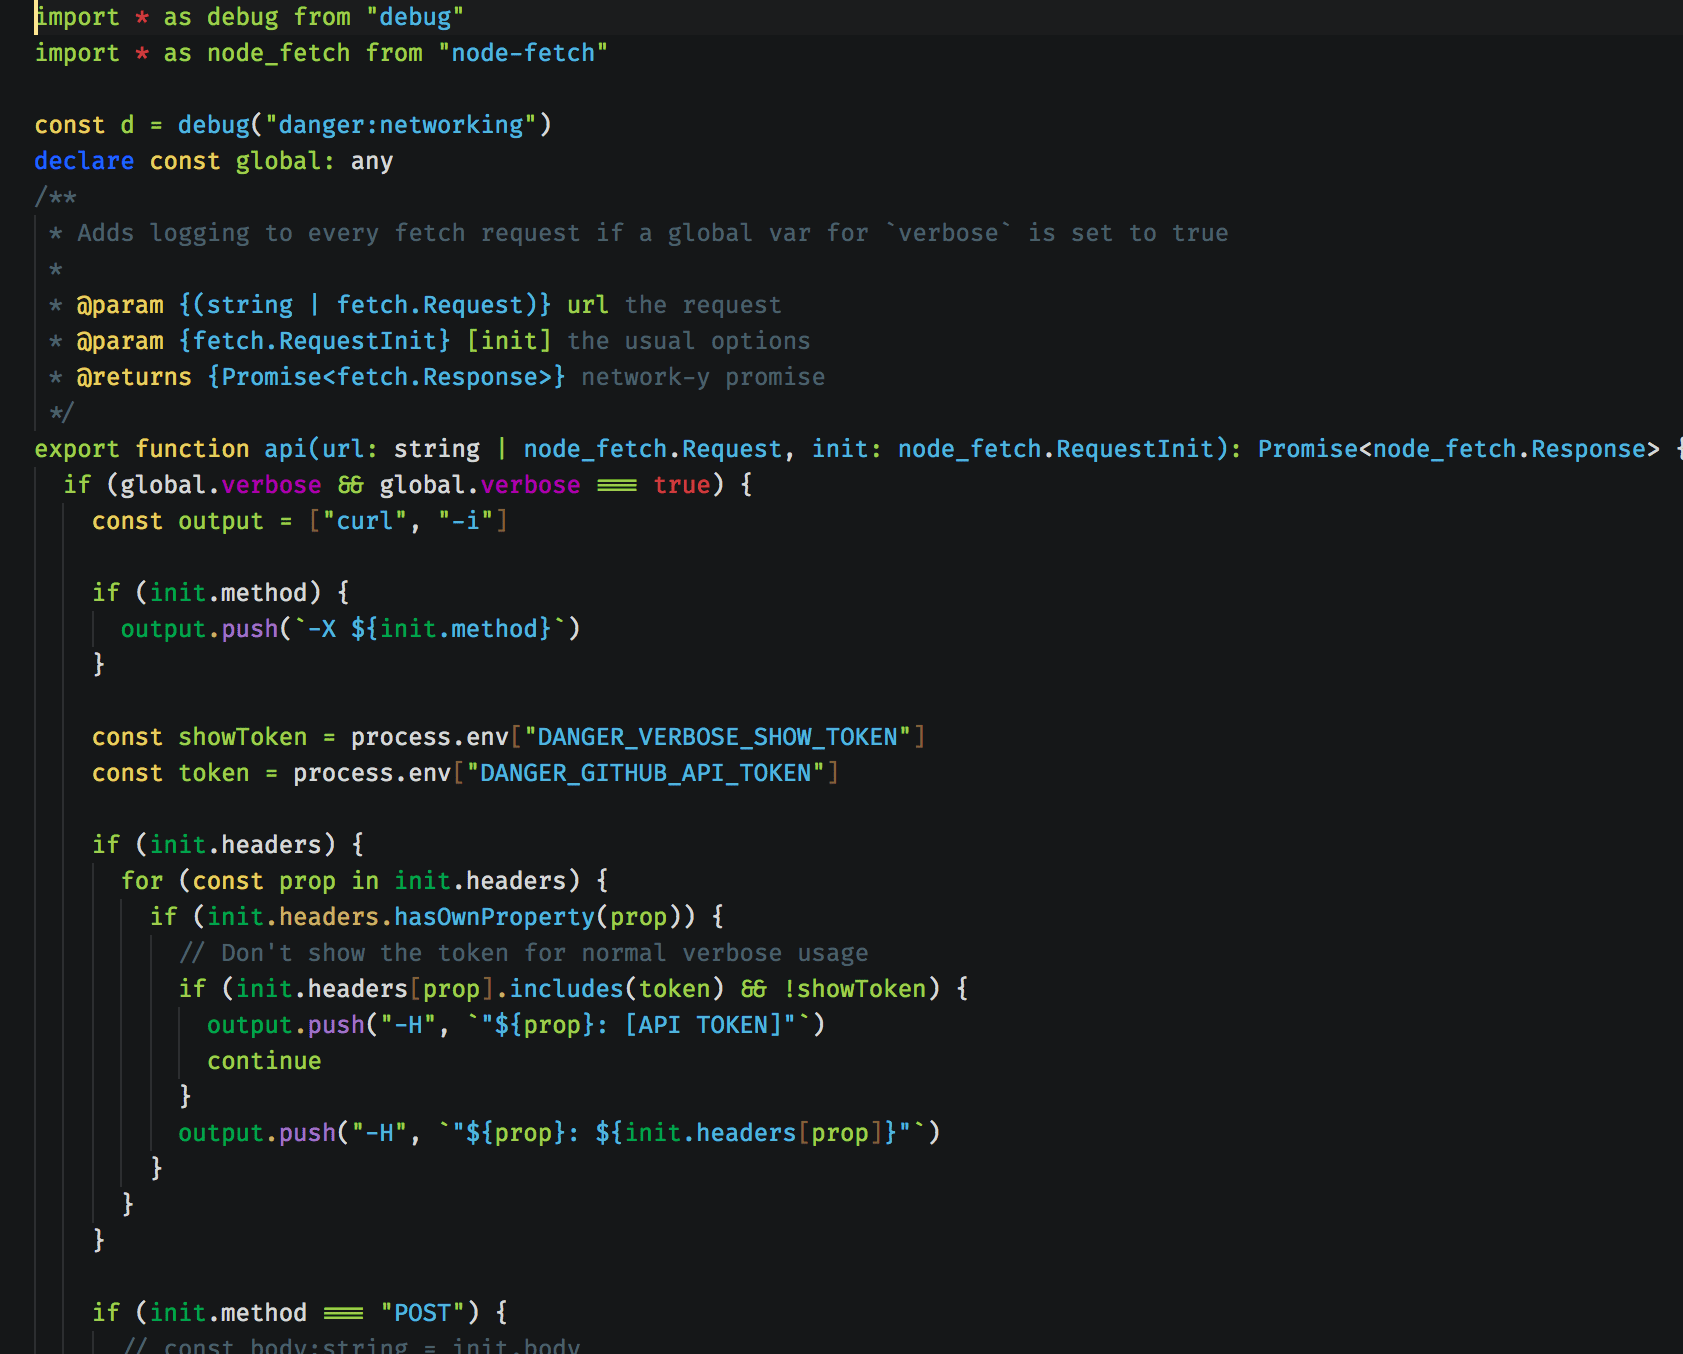 import * as debug from "debug"
import * as node_fetch from "node-fetch"

const d = debug("danger:networking")
declare const global: any
/**
 * Adds logging to every fetch request if a global var for `verbose` is set to true
 *
 * @param {(string | fetch.Request)} url the request
 * @param {fetch.RequestInit} [init] the usual options
 * @returns {Promise<fetch.Response>} network-y promise
 */
export function api(url: string | node_fetch.Request, init: node_fetch.RequestInit): Promise<node_fetch.Response> {
  if (global.verbose && global.verbose === true) {
    const output = ["curl", "-i"]

    if (init.method) {
      output.push(`-X ${init.method}`)
    }

    const showToken = process.env["DANGER_VERBOSE_SHOW_TOKEN"]
    const token = process.env["DANGER_GITHUB_API_TOKEN"]

    if (init.headers) {
      for (const prop in init.headers) {
        if (init.headers.hasOwnProperty(prop)) {
          // Don't show the token for normal verbose usage
          if (init.headers[prop].includes(token) && !showToken) {
            output.push("-H", `"${prop}: [API TOKEN]"`)
            continue
          }
          output.push("-H", `"${prop}: ${init.headers[prop]}"`)
        }
      }
    }

    if (init.method === "POST") {
      // const body:string = init.body